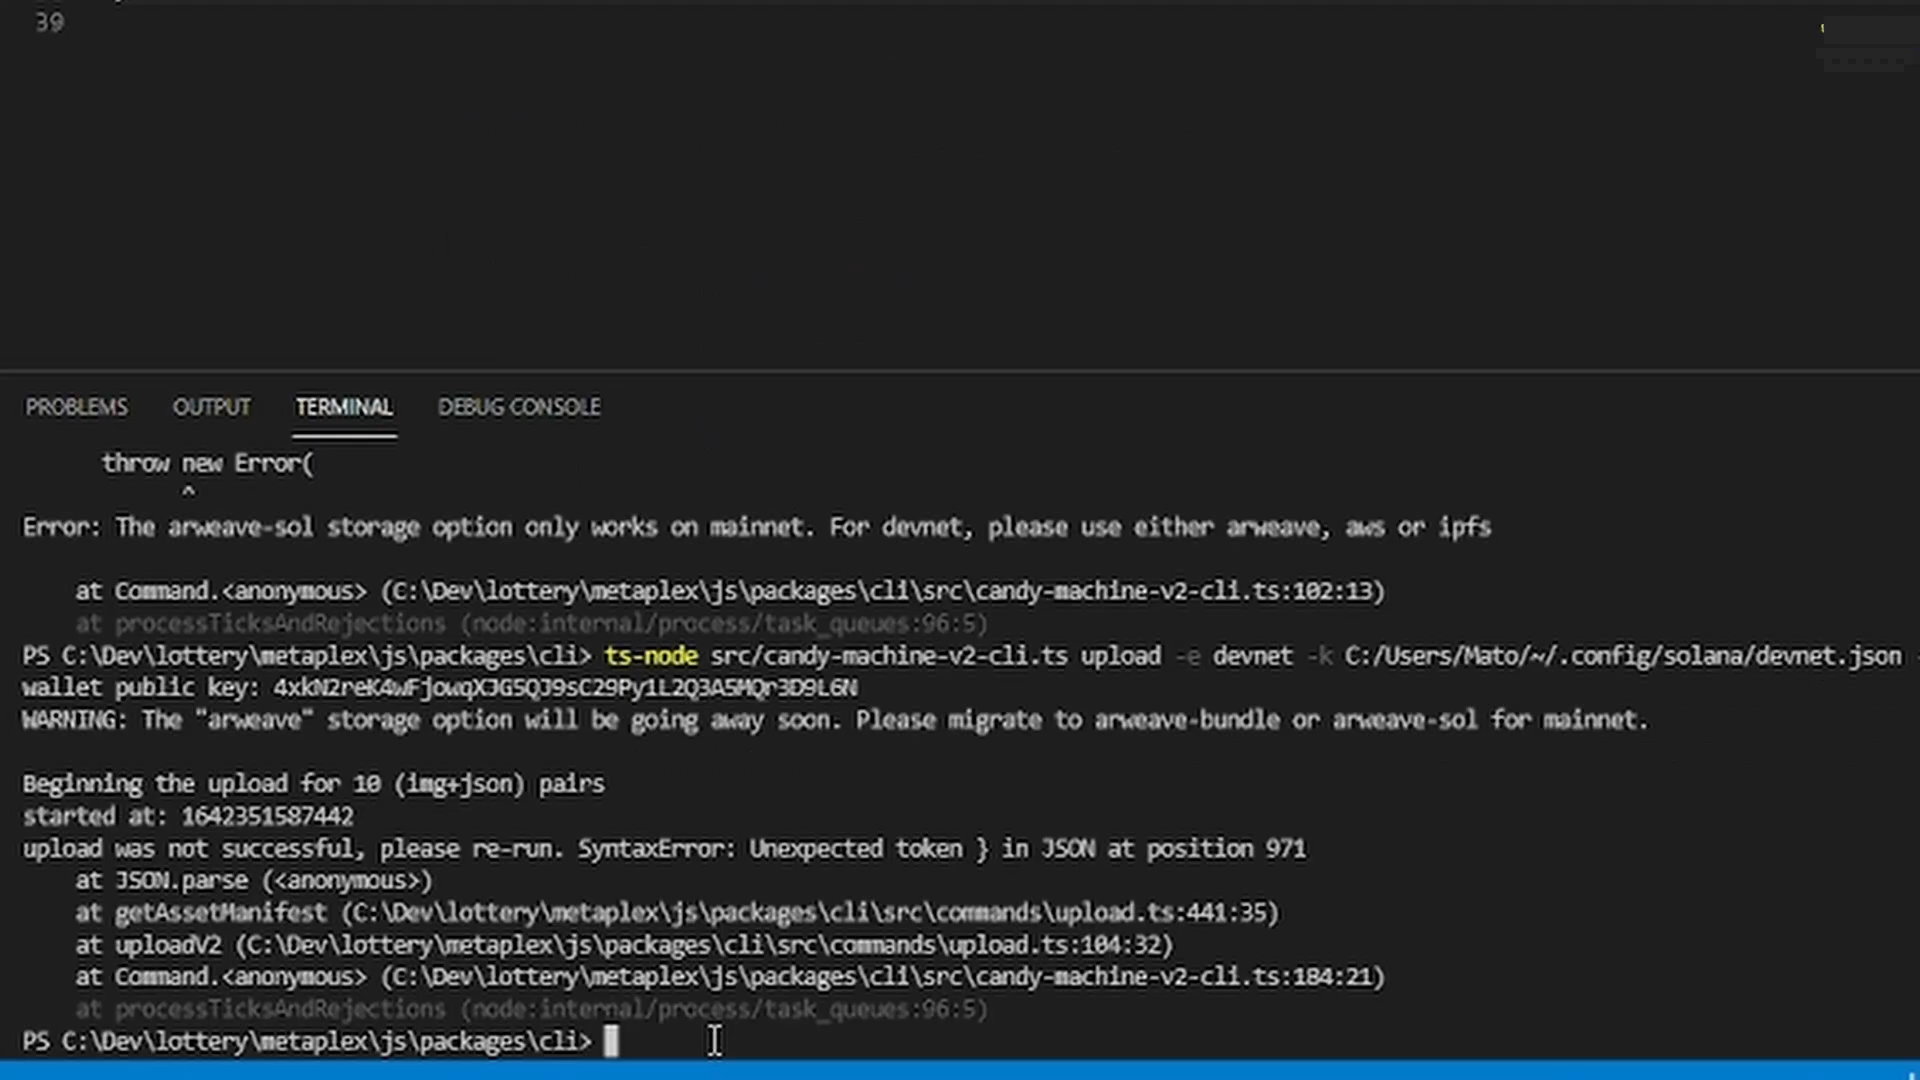 39
PROBLEMS OUTPUT TERMINAL DEBUG CONSOLE
throw new Error(
^
Error: The arweave-sol storage option only works on mainnet. For devnet, please use either arweave, aws or ipfs
at Command.<anonymous> (C:\Dev\lottery\metaplex\js\packages\cli\src\candy-machine-v2-cli.ts:102:13)
at processTicksAndRejections (node:internal/process/task_queues:96:5)
PS C:\Dev\lottery\metaplex\js\packages\cli> ts-node src/candy-machine-v2-cli.ts upload -e devnet -k C:/Users/Mato/~/.config/solana/devnet.json
wallet public key: 4xkN2reK4wFjowqXJG5QJ9sC29Py1L2Q3A5MQr3D9L6N
WARNING: The "arweave" storage option will be going away soon. Please migrate to arweave-bundle or arweave-sol for mainnet.
Beginning the upload for 10 (img+json) pairs
started at: 1642351587442
upload was not successful, please re-run. SyntaxError: Unexpected token } in JSON at position 971
at JSON.parse (<anonymous>)
at getAssetManifest (C:\Dev\lottery\metaplex\js\packages\cli\src\commands\upload.ts:441:35)
at uploadV2 (C:\Dev\lottery\metaplex\js\packages\cli\src\commands\upload.ts:104:32)
at Command.<anonymous> (C:\Dev\lottery\metaplex\js\packages\cli\src\candy-machine-v2-cli.ts:184:21)
at processTicksAndRejections (node:internal/process/task_queues:96:5)
PS C:\Dev\lottery\metaplex\js\packages\cli>